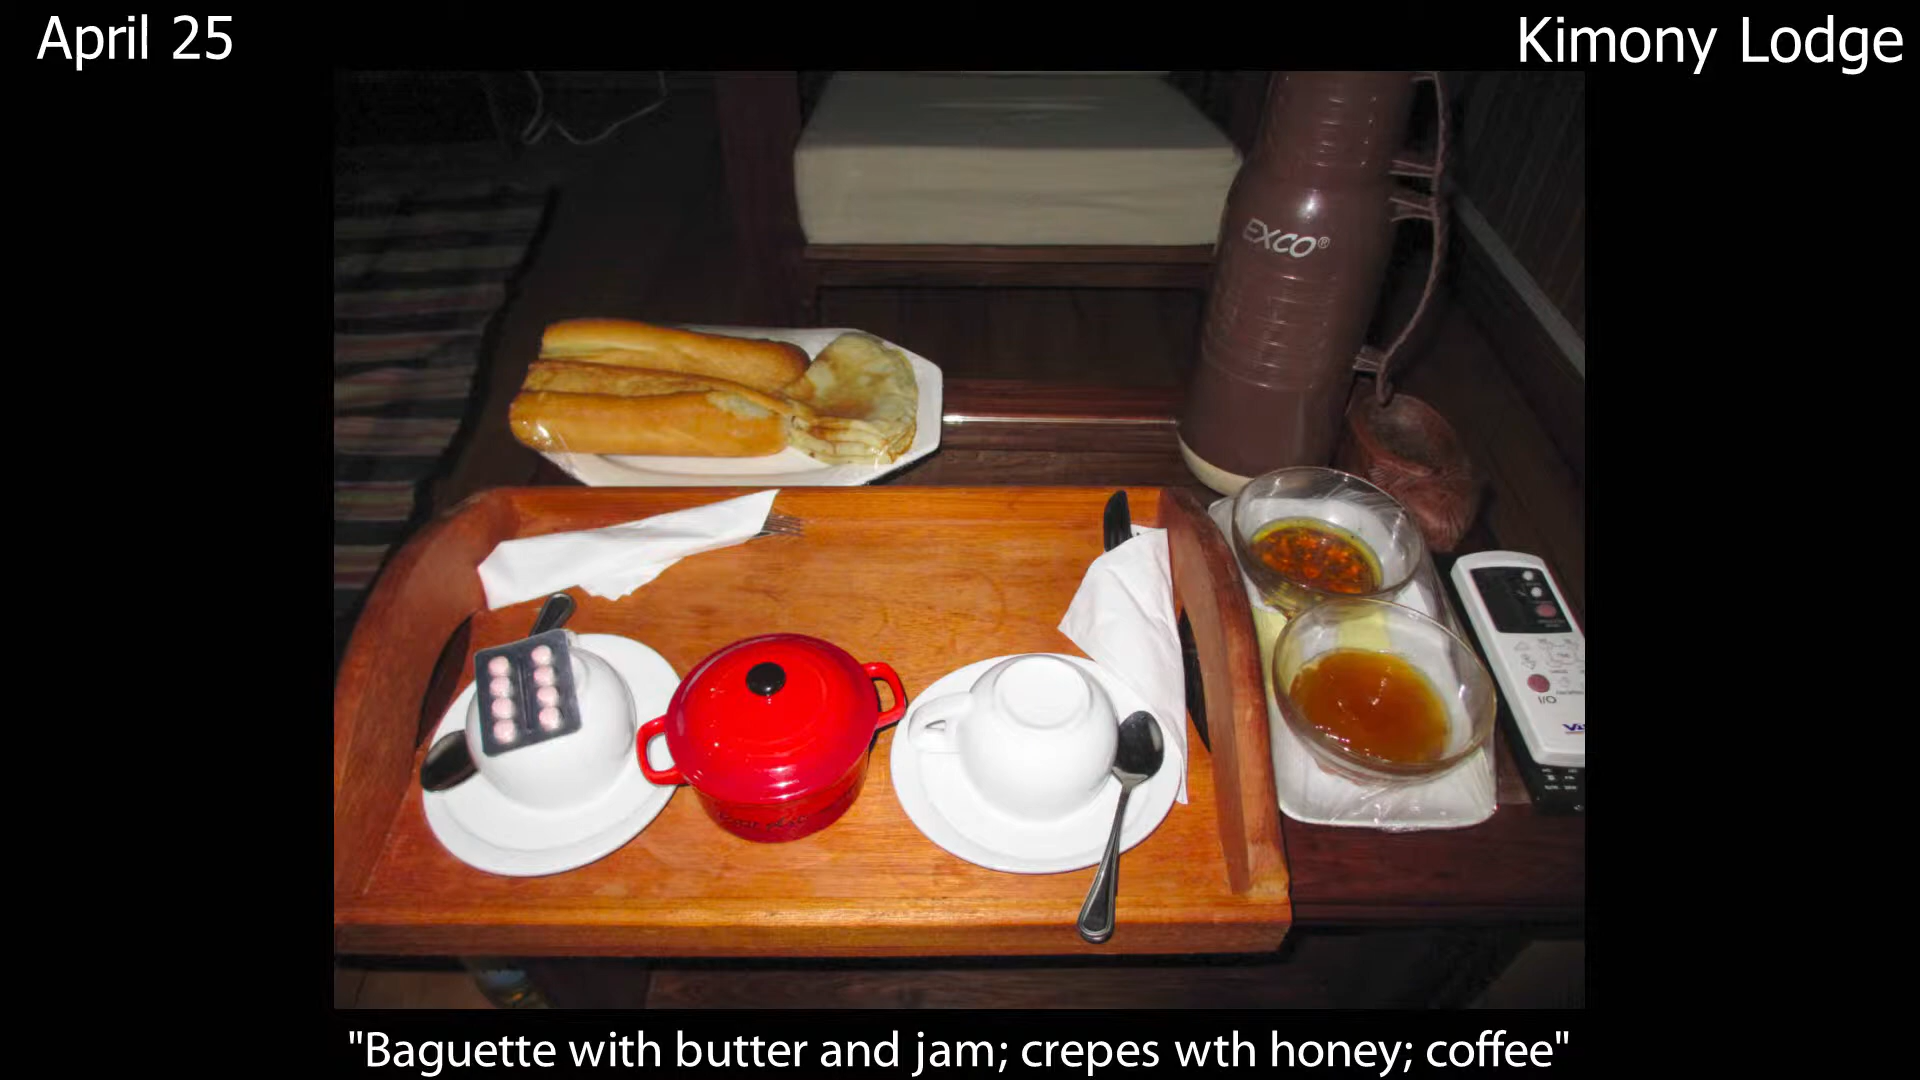 April 25
Kimony Lodge
EXCO®
"Baguette with butter and jam; crepes wth honey; coffee"